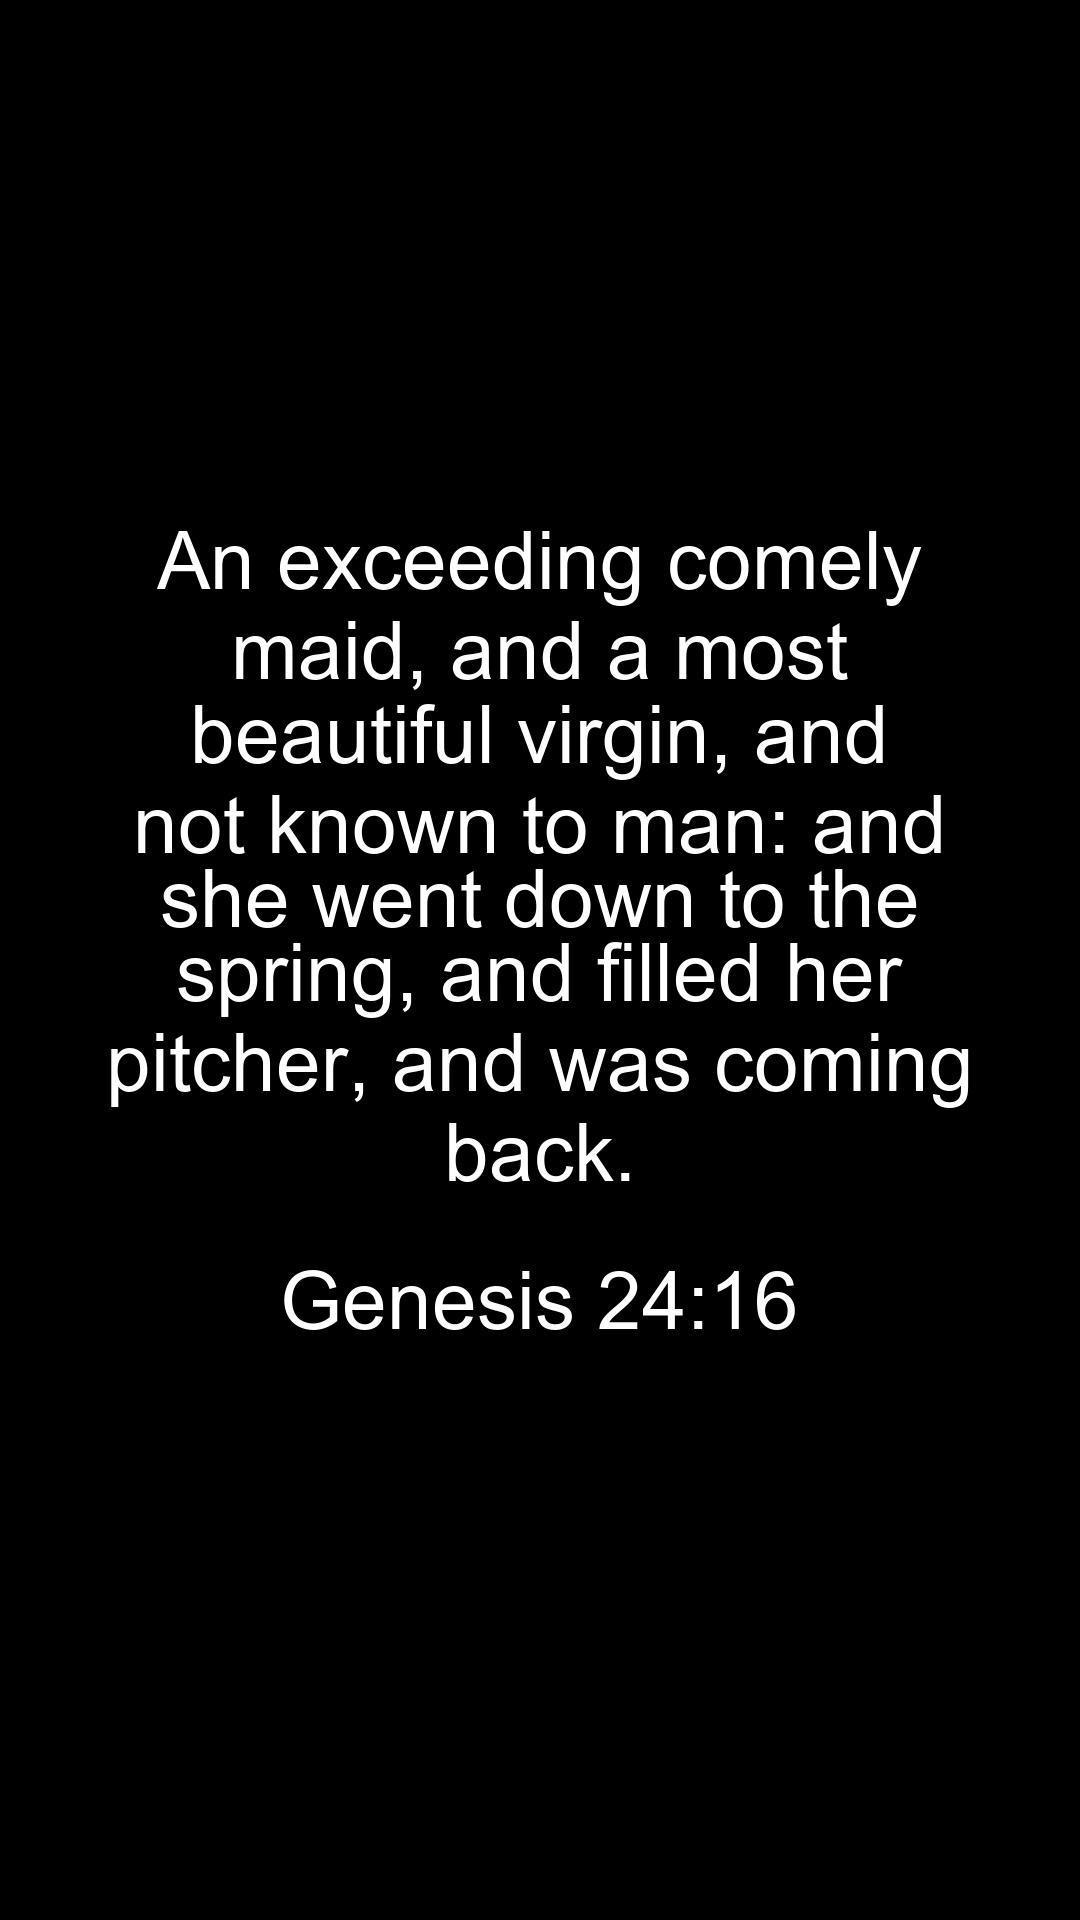 An exceeding comely
maid, and a most
beautiful virgin, and
not known to man: and
she went down to the
spring, and filled her
pitcher, and was coming
back.
Genesis 24:16